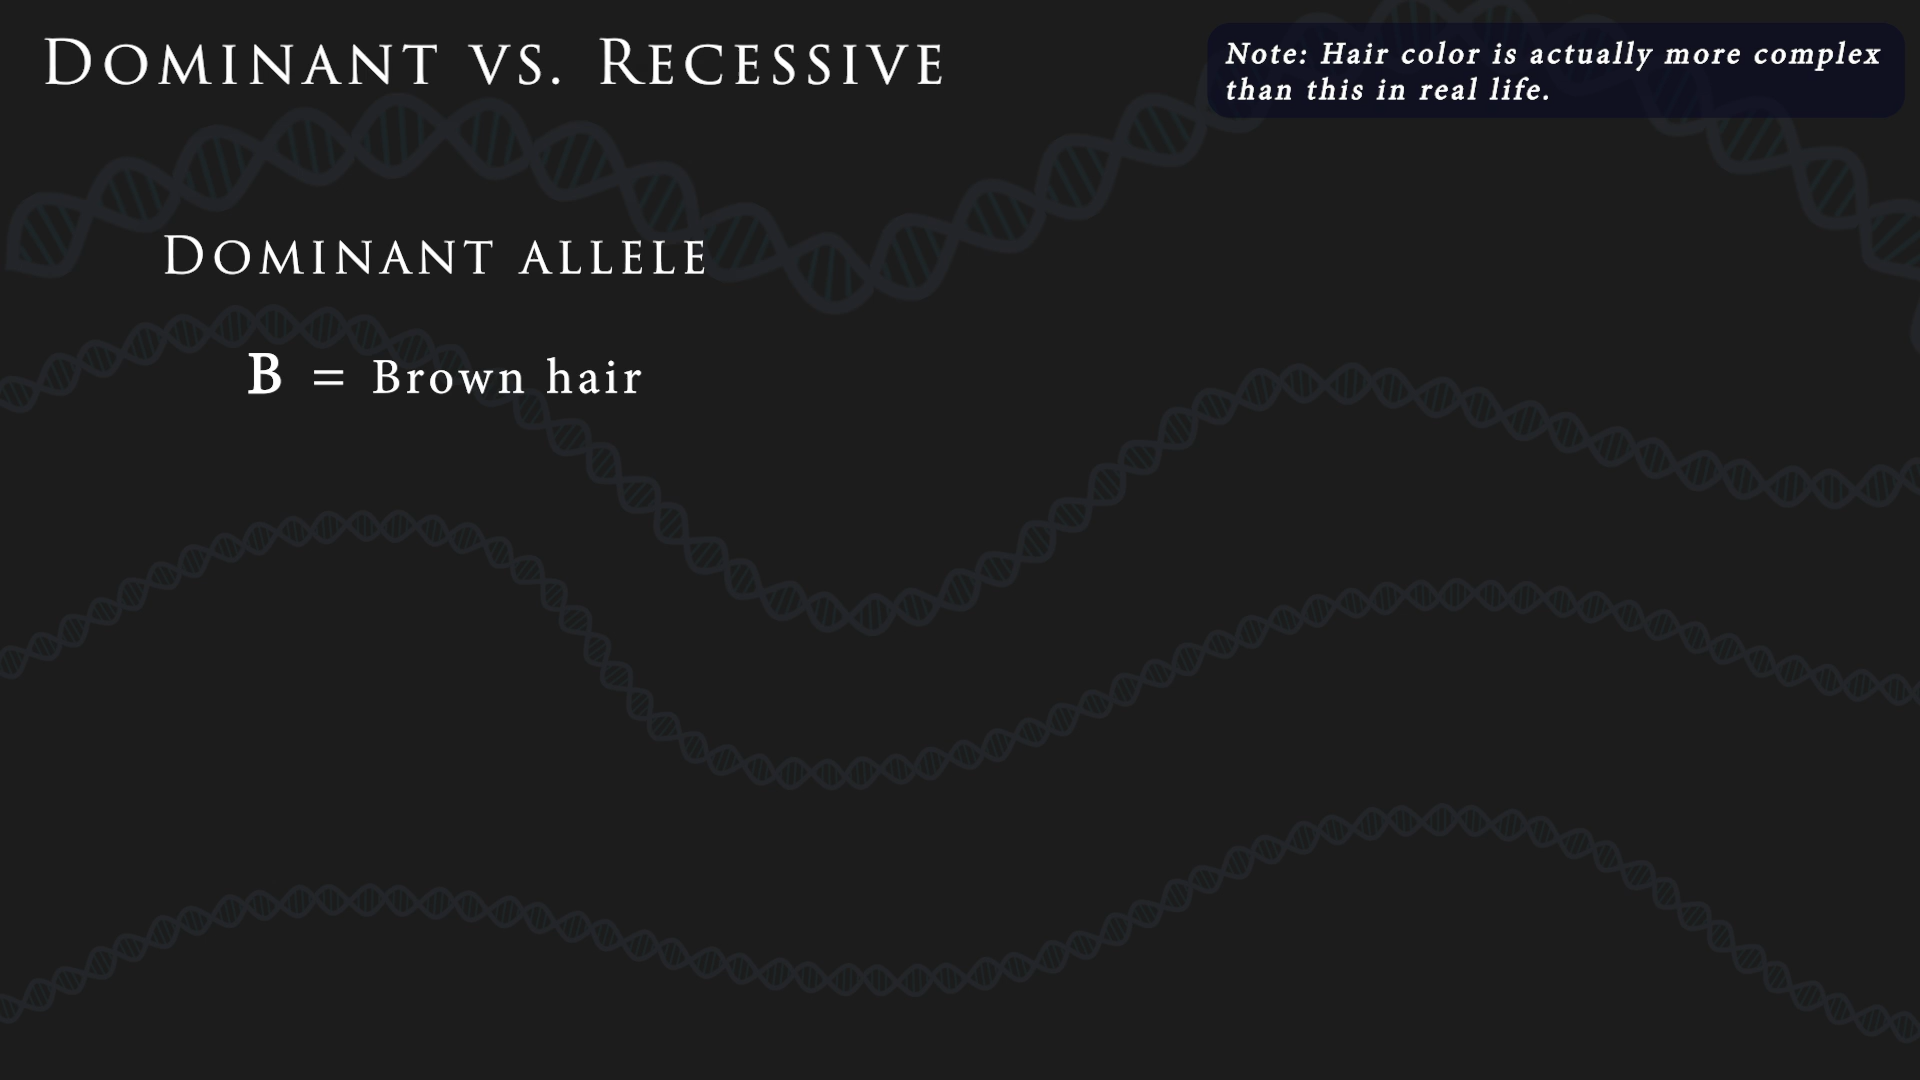 Dominant vs. Recessive
Note: Hair color is actually more complex
than this in real life.
Dominant allele
B = Brown hair